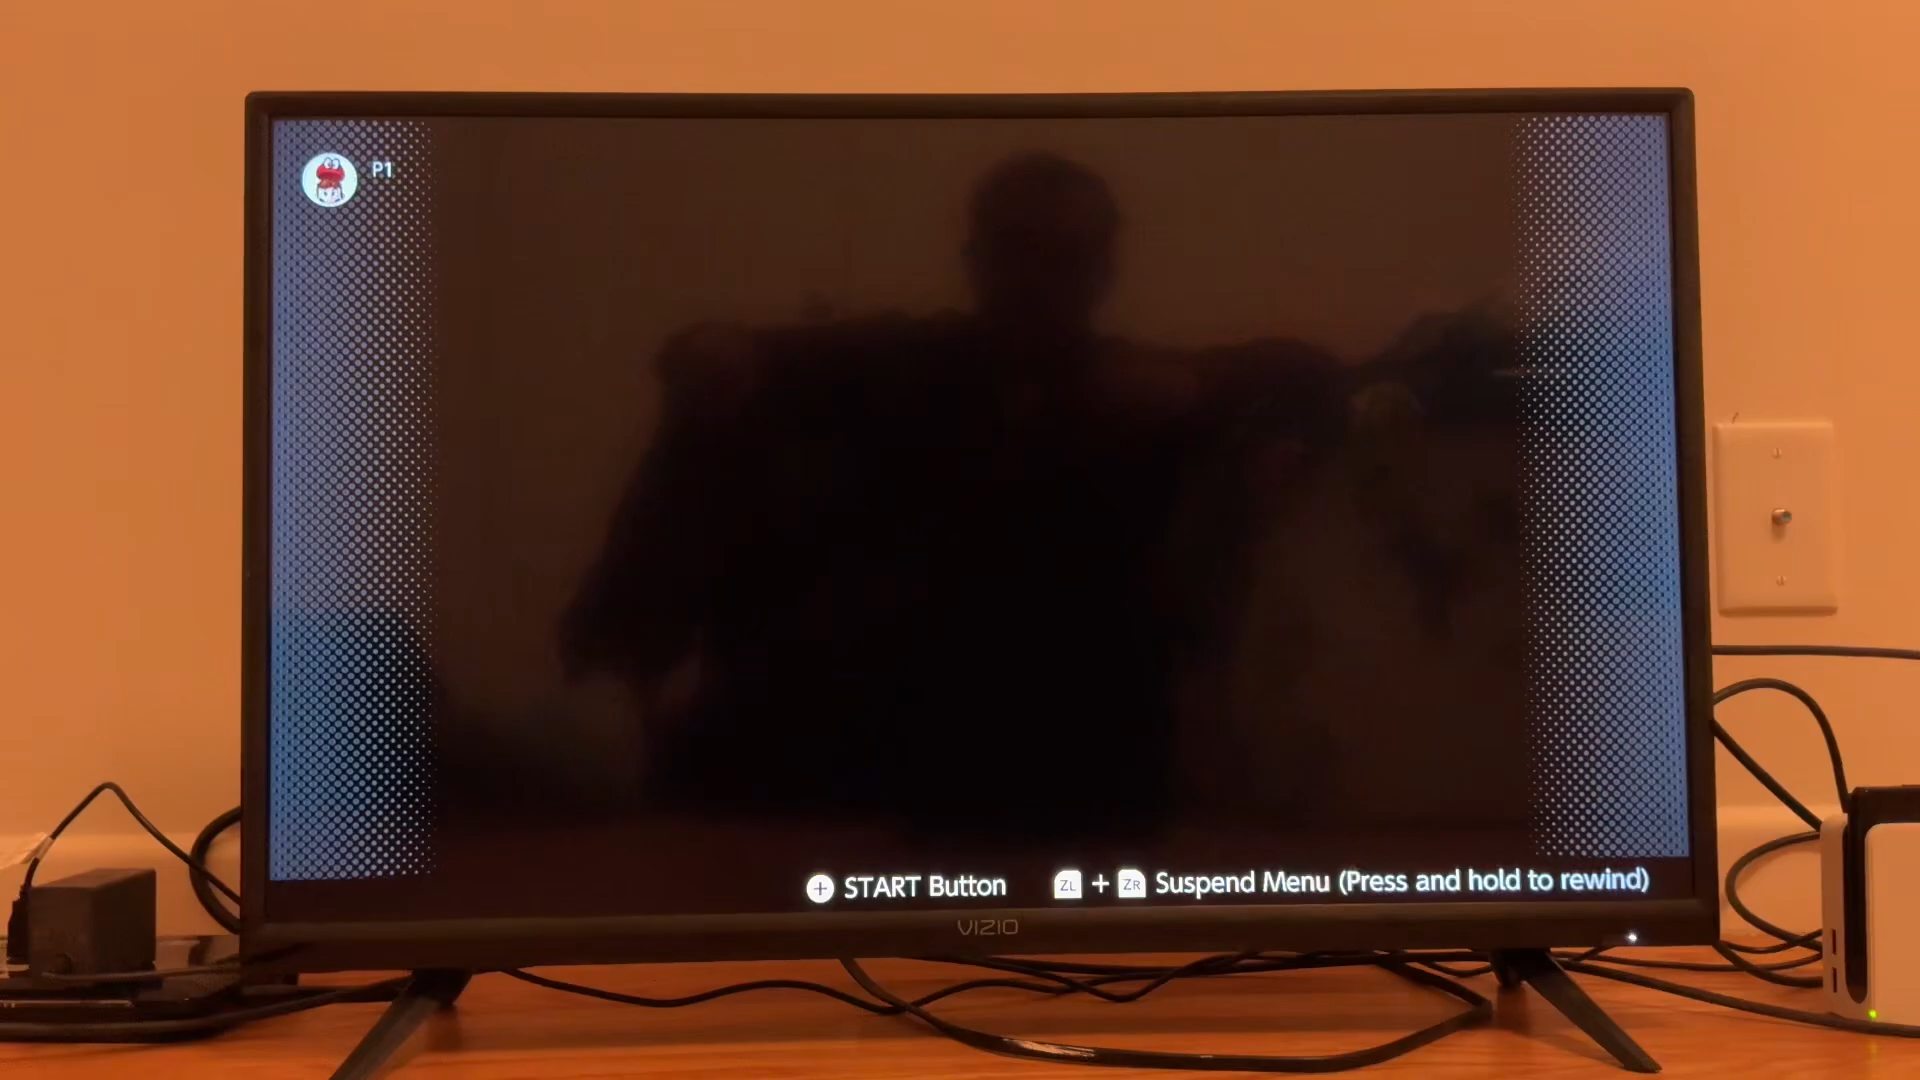 P1
+ START Button ZL + ZR Suspend Menu (Press and hold to rewind)
VIZIO